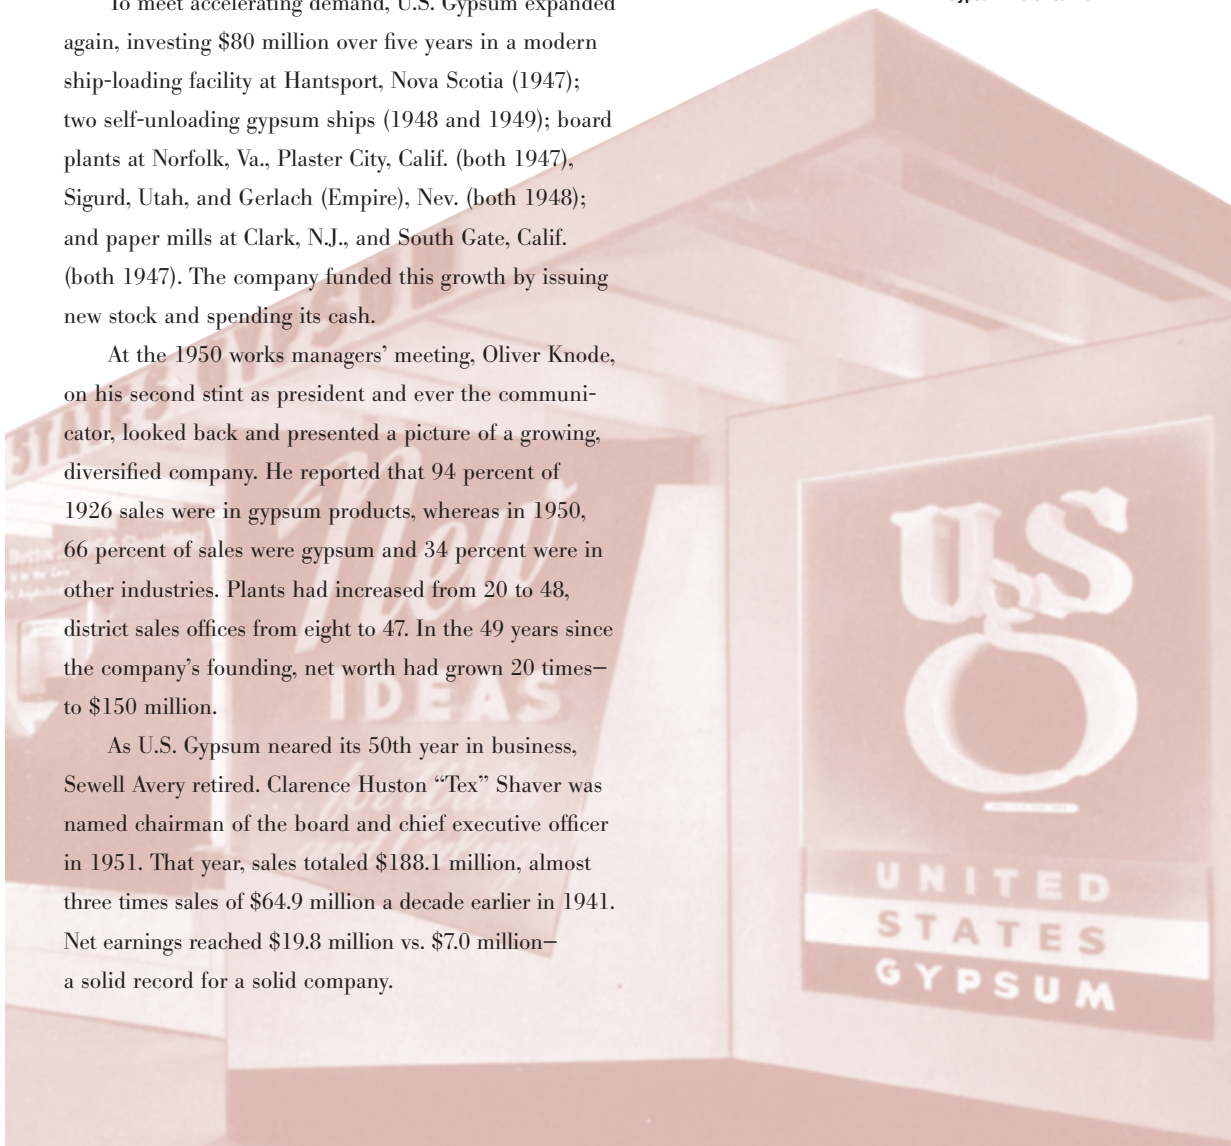 To meet accelerating demand, U.S. Gypsum expanded
again, investing $80 million over five years in a modern
ship-loading facility at Hantsport, Nova Scotia (1947);
two self-unloading gypsum ships (1948 and 1949); board
plants at Norfolk, Va., Plaster City, Calif. (both 1947),
Sigurd, Utah, and Gerlach (Empire), Nev. (both 1948);
and paper mills at Clark, N.J., and South Gate, Calif.
(both 1947). The company funded this growth by issuing
new stock and spending its cash.
At the 1950 works managers’ meeting, Oliver Knode,
on his second stint as president and ever the communi-
cator, looked back and presented a picture of a growing,
diversified company. He reported that 94 percent of
1926 sales were in gypsum products, whereas in 1950,
66 percent of sales were gypsum and 34 percent were in
other industries. Plants had increased from 20 to 48,
district sales offices from eight to 47. In the 49 years since
the company’s founding, net worth had grown 20 times—
to $150 million.
As U.S. Gypsum neared its 50th year in business,
Sewell Avery retired. Clarence Huston “Tex” Shaver was
named chairman of the board and chief executive officer
in 1951. That year, sales totaled $188.1 million, almost
three times sales of $64.9 million a decade earlier in 1941.
Net earnings reached $19.8 million vs. $7.0 million—
a solid record for a solid company.
STATES GYPSUM
New
IDEAS
USG
UNITED
STATES
GYPSUM